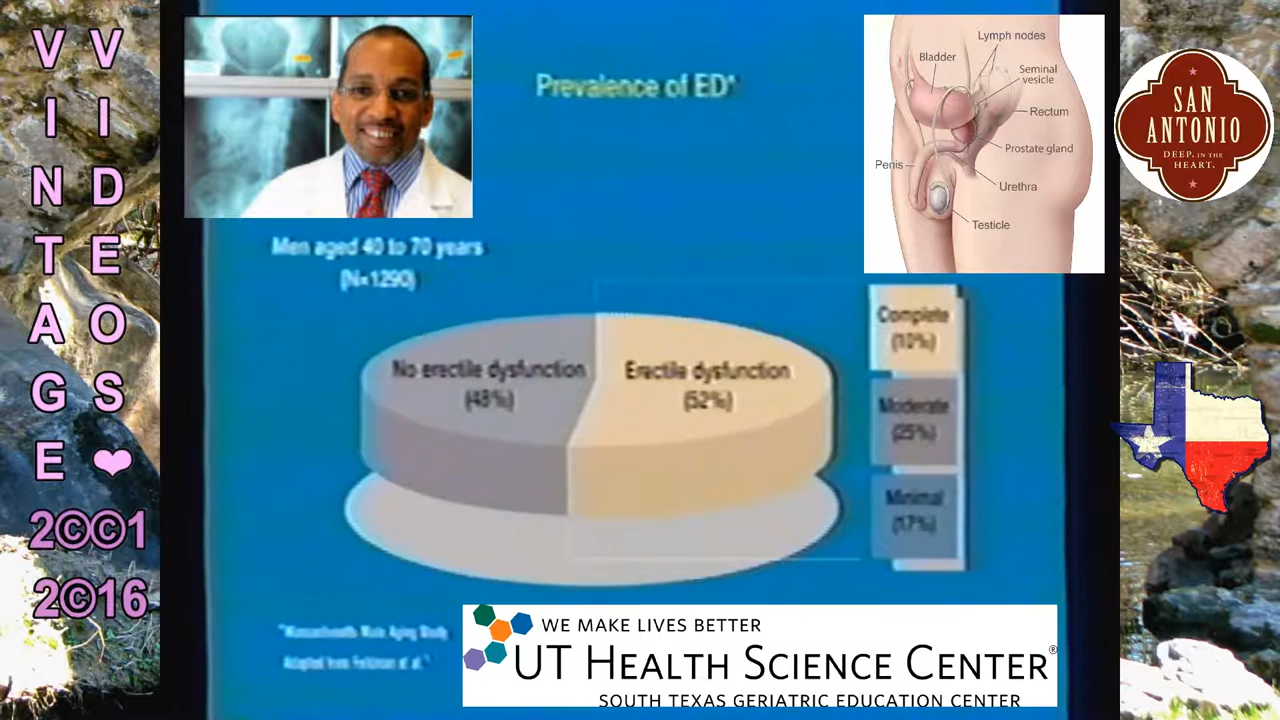 VINTAGE
VIDEOS❤
2©©1
2©16
Prevalence of ED*
Men aged 40 to 70 years
(N=1290)
No erectile dysfunction
(48%)
Erectile dysfunction
(52%)
Complete
(10%)
Moderate
(25%)
Minimal
(17%)
*Massachusetts Male Aging Study
Adapted from Feldman et al.
Lymph nodes
Bladder
Seminal
vesicle
Rectum
Prostate gland
Penis
Urethra
Testicle
SAN
ANTONIO
DEEP. IN THE
HEART.
WE MAKE LIVES BETTER
UT HEALTH SCIENCE CENTER®
SOUTH TEXAS GERIATRIC EDUCATION CENTER